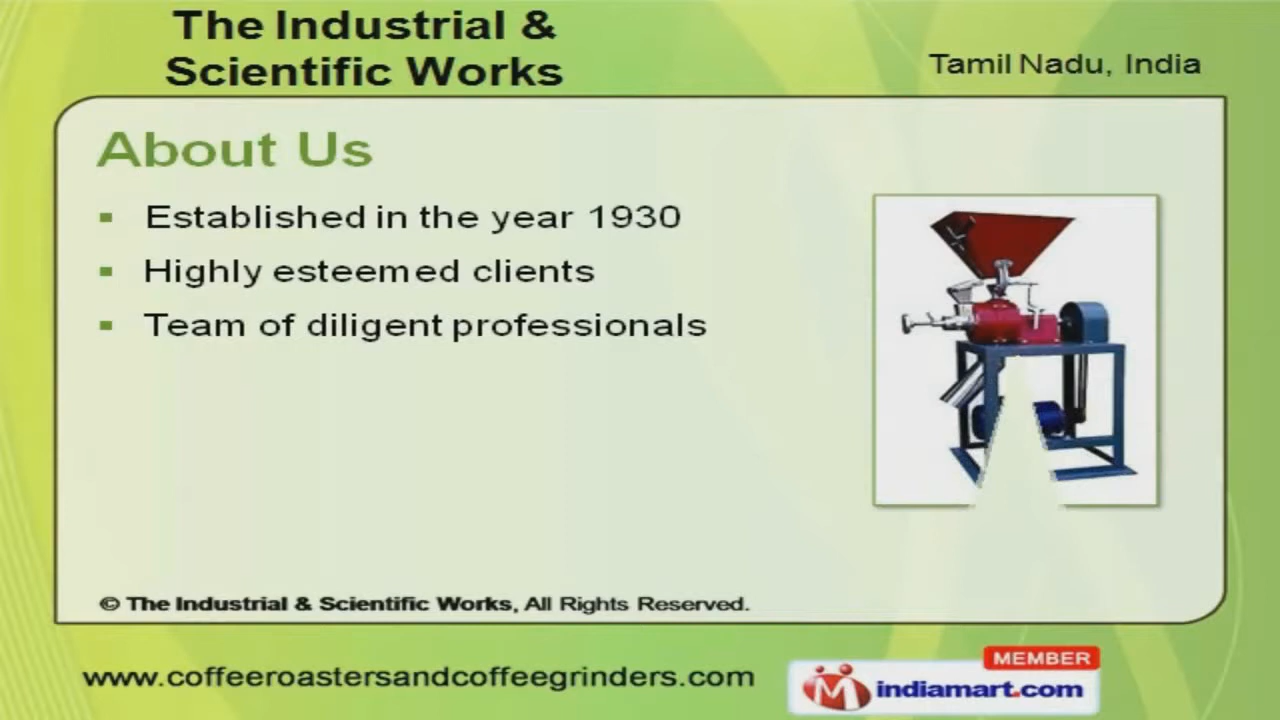 The Industrial &
Scientific Works
Tamil Nadu, India
About Us
Established in the year 1930
Highly esteemed clients
Team of diligent professionals
© The Industrial & Scientific Works, All Rights Reserved.
www.coffeeroastersandcoffeegrinders.com
MEMBER
indiamart.com